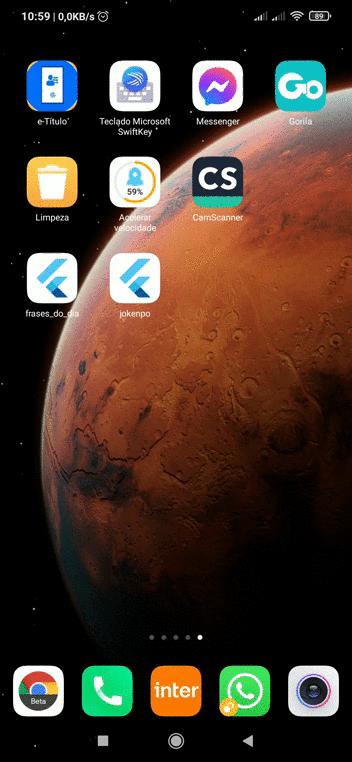 10:59 | 0,0KB/s
89
e-Título
Teclado Microsoft
SwiftKey
Messenger
Go
Gorila
Limpeza
59%
Acelerar
velocidade
CS
CamScanner
frases_do_dia
jokenpo
Beta
inter